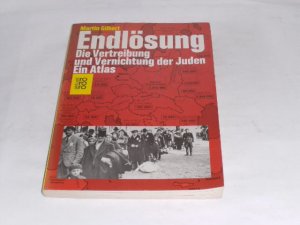 Martin Gilbert
Endlösung
Die Vertreibung
und Vernichtung der Juden
Ein Atlas